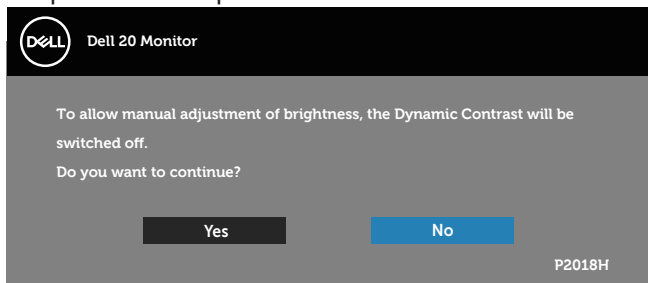 DELL
Dell 20 Monitor
To allow manual adjustment of brightness, the Dynamic Contrast will be
switched off.
Do you want to continue?
Yes No
P2018H